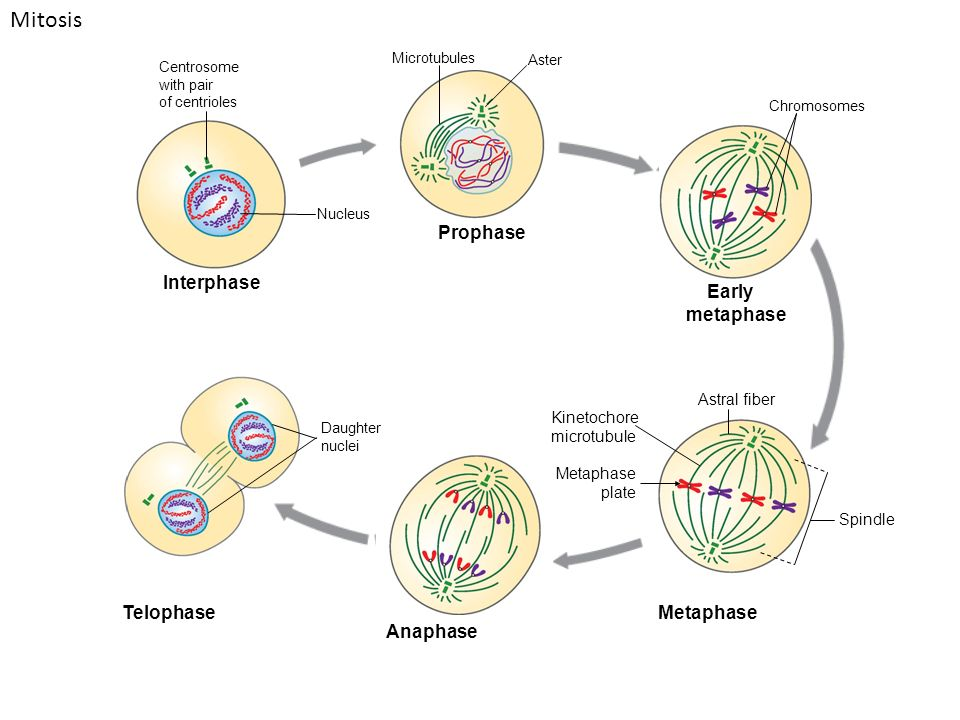 Mitosis
Centrosome
with pair
of centrioles
Nucleus
Interphase
Microtubules
Aster
Prophase
Chromosomes
Early
metaphase
Astral fiber
Kinetochore
microtubule
Metaphase
plate
Spindle
Metaphase
Anaphase
Daughter
nuclei
Telophase